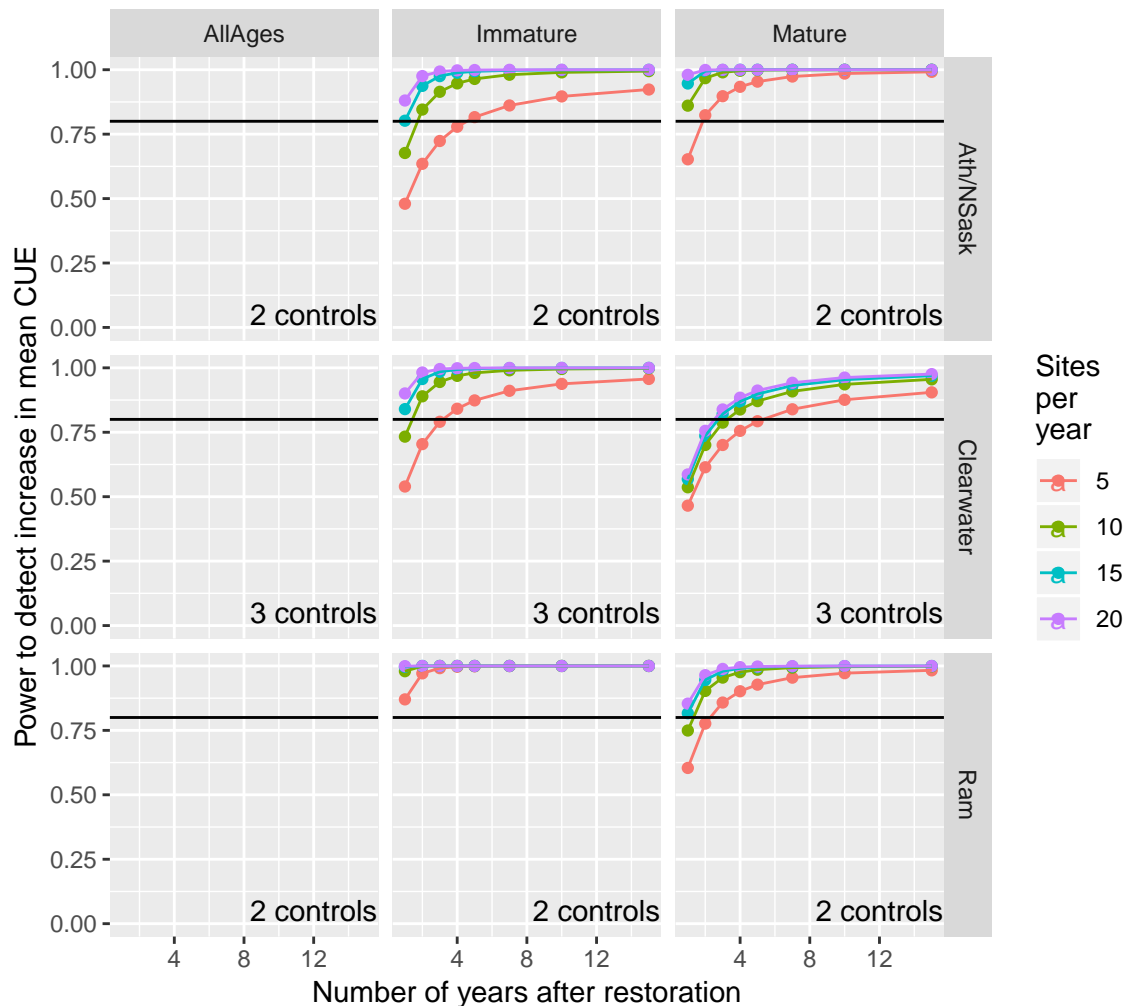 AllAges Immature Mature
Power to detect increase in mean CUE
1.00
0.75
0.50
0.25
0.00
2 controls 2 controls 2 controls
Ath/NSask
1.00
0.75
0.50
0.25
0.00
3 controls 3 controls 3 controls
Clearwater
1.00
0.75
0.50
0.25
0.00
2 controls 2 controls 2 controls
Ram
4 8 12 4 8 12 4 8 12
Number of years after restoration
Sites
per
year
a 5
a 10
a 15
a 20